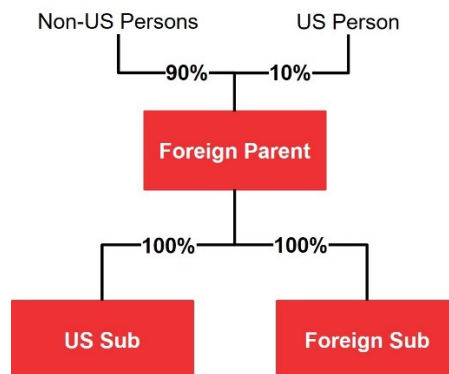 Non-US Persons
US Person
90%
10%
Foreign Parent
100%
100%
US Sub
Foreign Sub